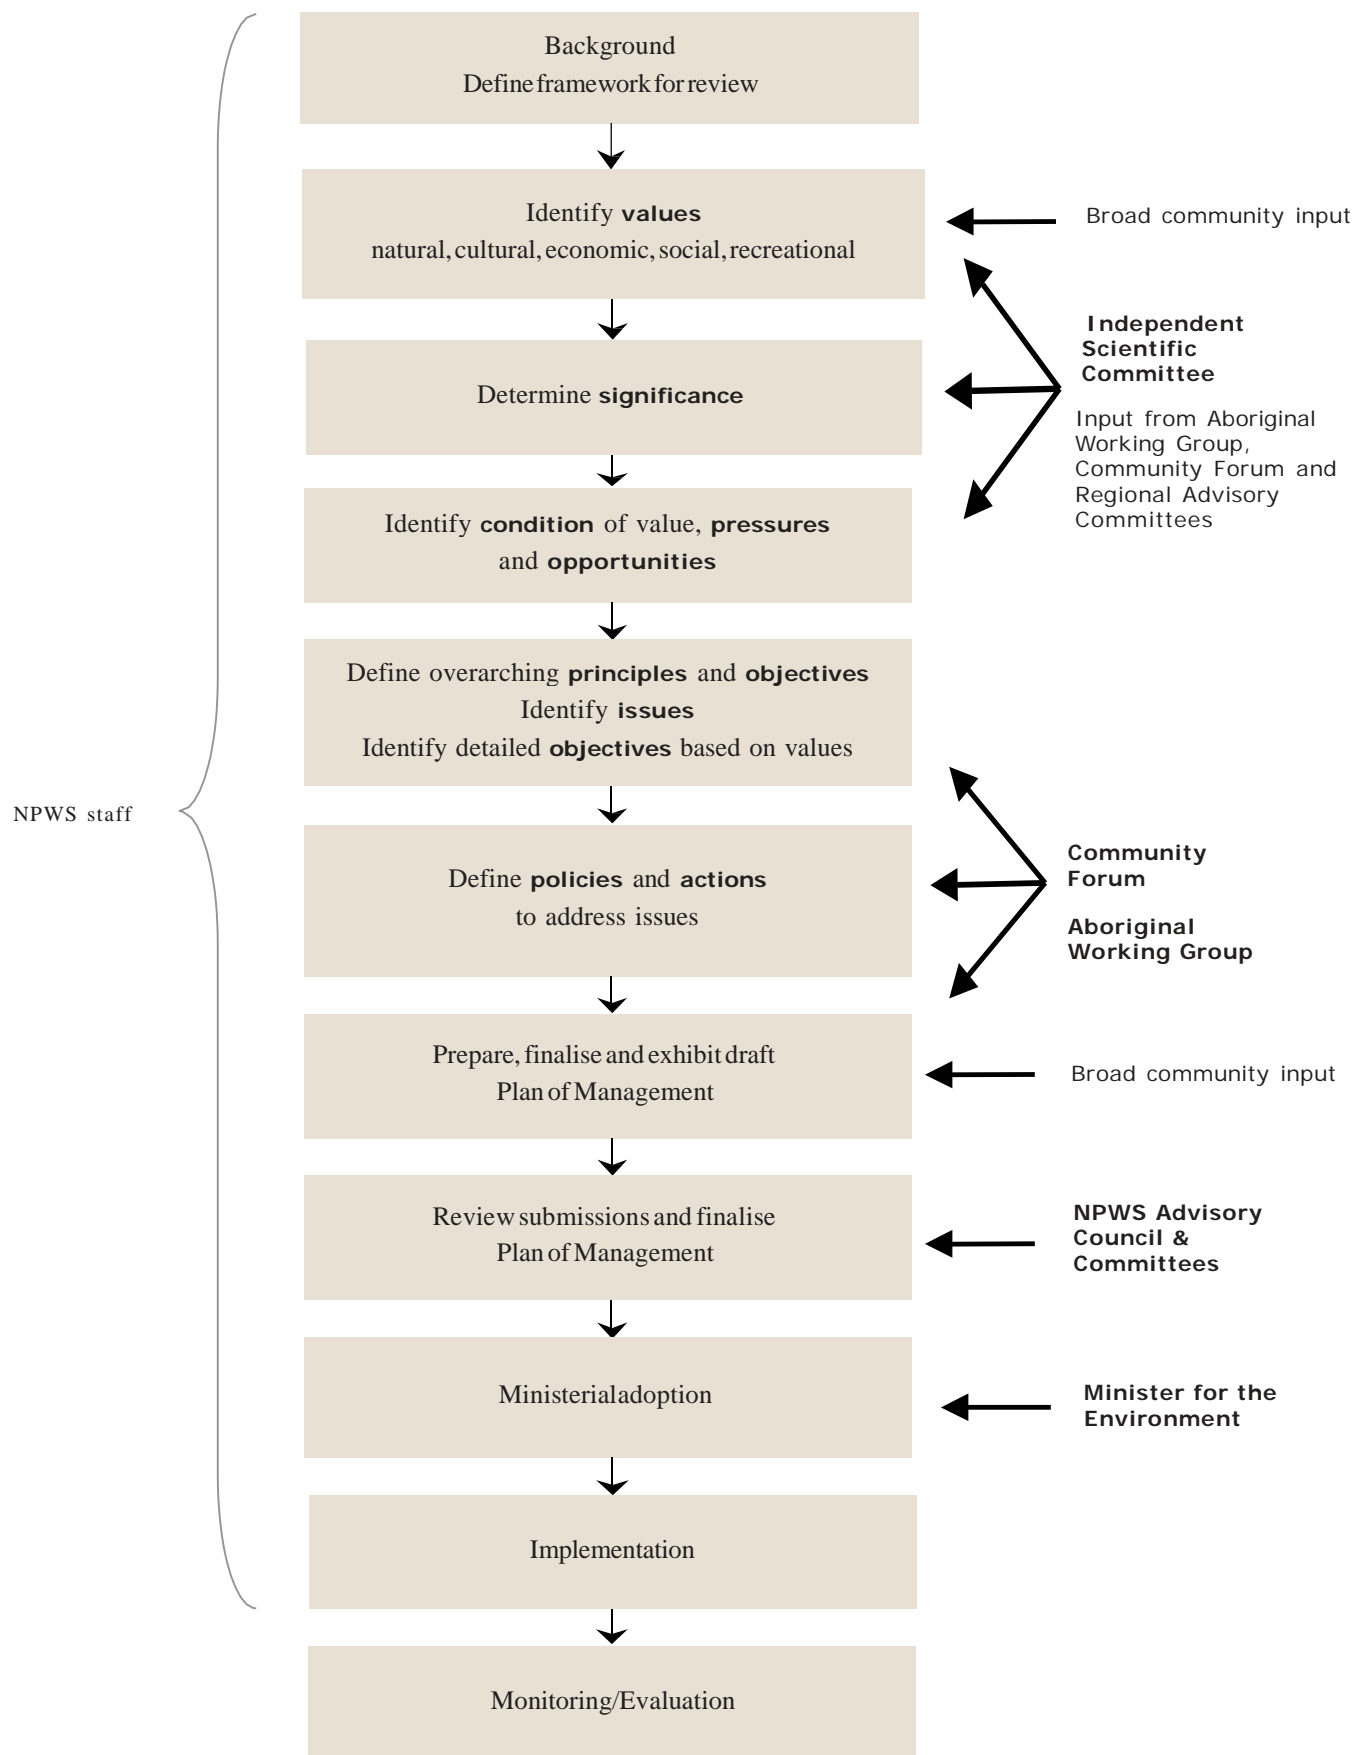 Background
Define framework for review
Identify values
natural, cultural, economic, social, recreational
Broad community input
Independent
Scientific
Committee
Determine significance
Input from Aboriginal
Working Group,
Community Forum and
Regional Advisory
Committees
Identify condition of value, pressures
and opportunities
Define overarching principles and objectives
Identify issues
Identify detailed objectives based on values
NPWS staff
Define policies and actions
to address issues
Community
Forum
Aboriginal
Working Group
Prepare, finalise and exhibit draft
Plan of Management
Broad community input
Review submissions and finalise
Plan of Management
NPWS Advisory
Council &
Committees
Ministerial adoption
Minister for the
Environment
Implementation
Monitoring/Evaluation